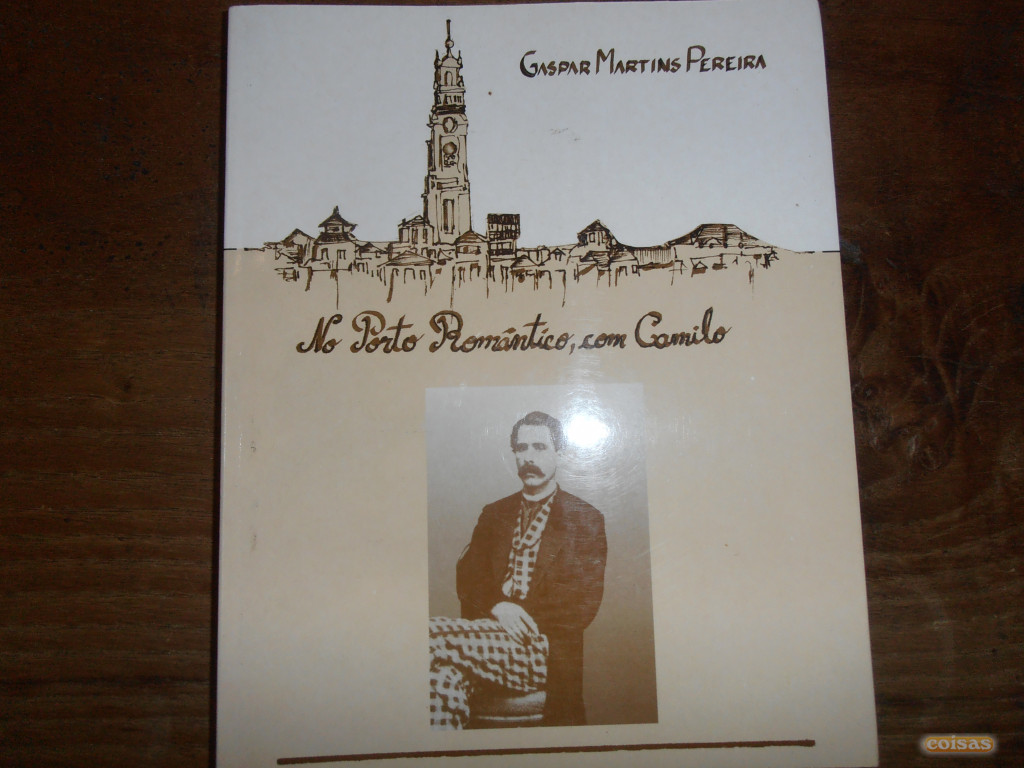 Gaspar Martins Pereira
No Porto Romântico, com Camilo
coisas